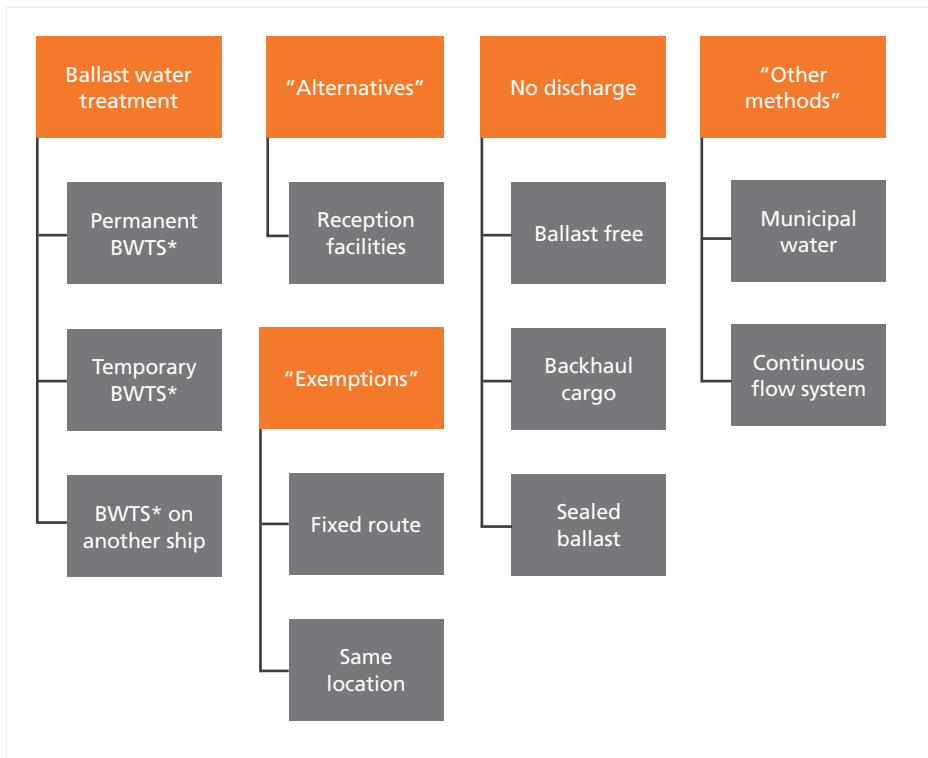 Ballast water
treatment
Permanent
BWTS*
Temporary
BWTS*
BWTS* on
another ship
“Alternatives”
Reception
facilities
“Exemptions”
Fixed route
Same
location
No discharge
Ballast free
Backhaul
cargo
Sealed
ballast
“Other
methods”
Municipal
water
Continuous
flow system